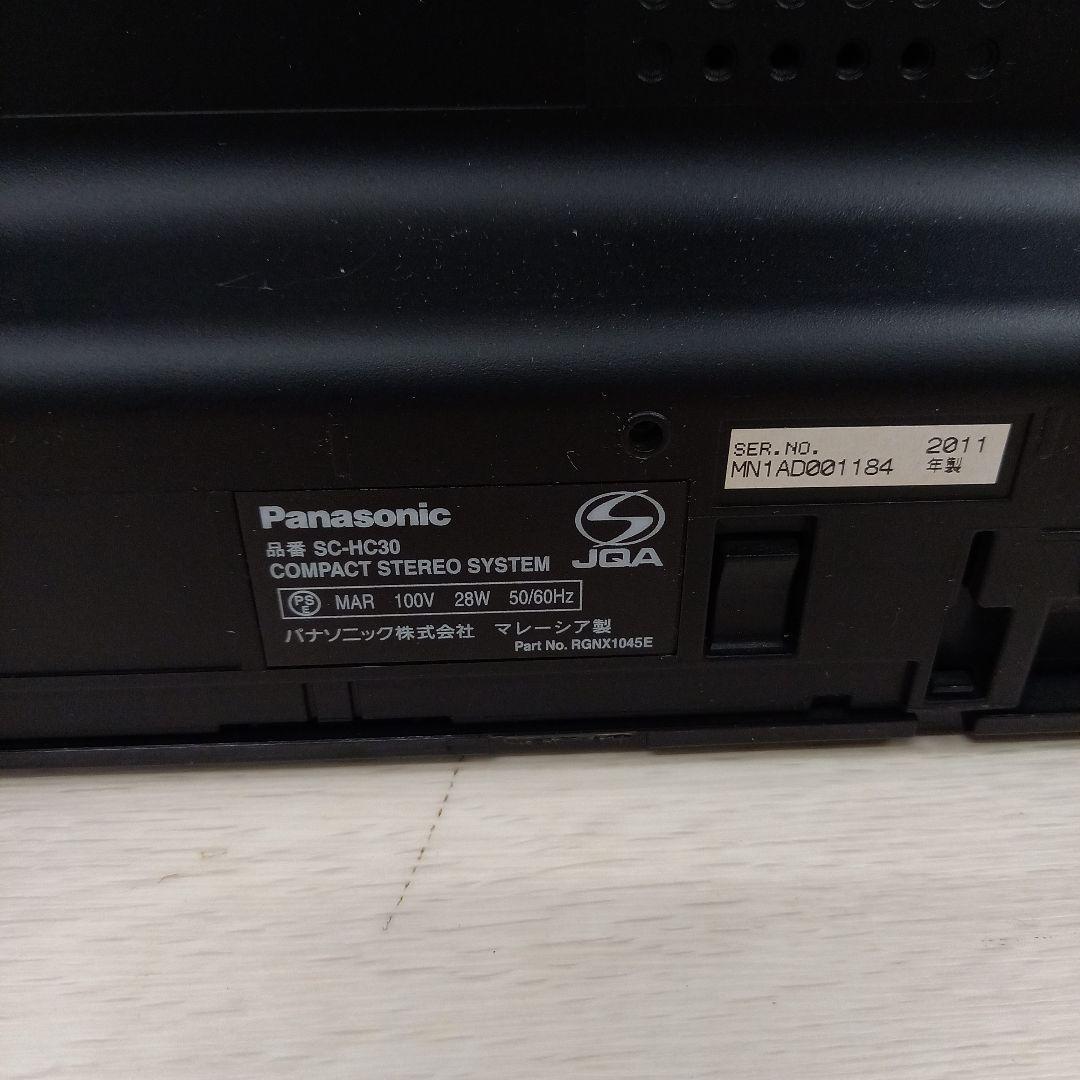 SER.NO. 2011
MN1AD001184 年製
Panasonic
品番 SC-HC30
COMPACT STEREO SYSTEM
JQA
PS E MAR 100V 28W 50/60Hz
パナソニック株式会社 マレーシア製
Part No. RGNX1045E